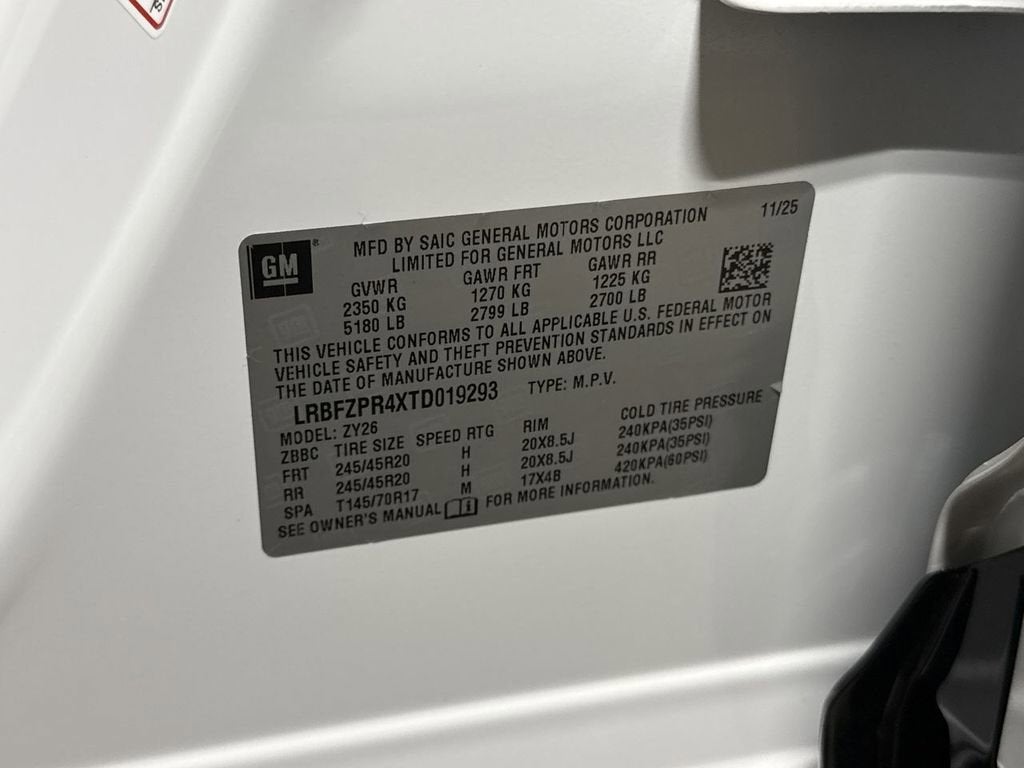 GM
®
MFD BY SAIC GENERAL MOTORS CORPORATION 11/25
LIMITED FOR GENERAL MOTORS LLC
GVWR GAWR FRT GAWR RR
2350 KG 1270 KG 1225 KG
5180 LB 2799 LB 2700 LB
THIS VEHICLE CONFORMS TO ALL APPLICABLE U.S. FEDERAL MOTOR
VEHICLE SAFETY AND THEFT PREVENTION STANDARDS IN EFFECT ON
THE DATE OF MANUFACTURE SHOWN ABOVE.
LRBFZPR4XTD019293 TYPE: M.P.V.
MODEL: ZY26
ZBBC TIRE SIZE SPEED RTG RIM COLD TIRE PRESSURE
FRT 245/45R20 H 20X8.5J 240KPA(35PSI)
RR 245/45R20 H 20X8.5J 240KPA(35PSI)
SPA T145/70R17 M 17X4B 420KPA(60PSI)
SEE OWNER'S MANUAL FOR MORE INFORMATION.